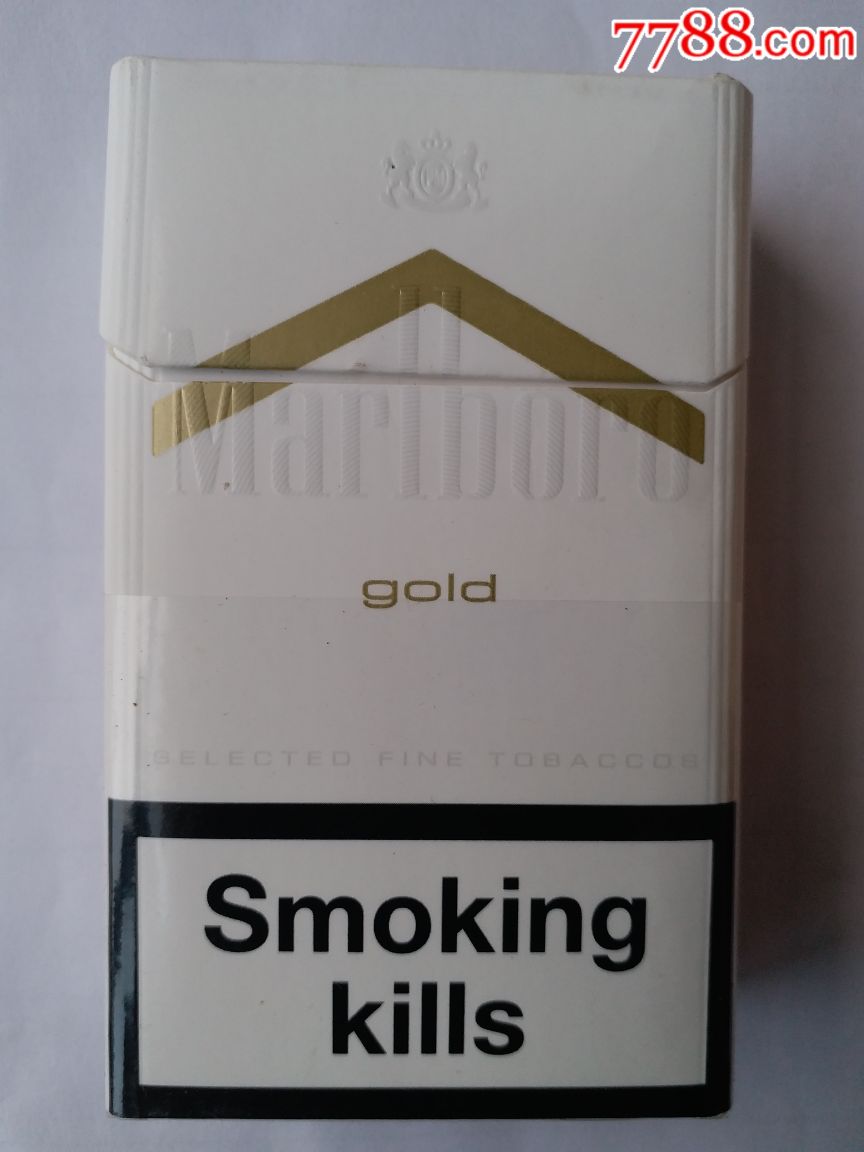 7788.com
Marlboro
gold
SELECTED FINE TOBACCOS
Smoking
kills